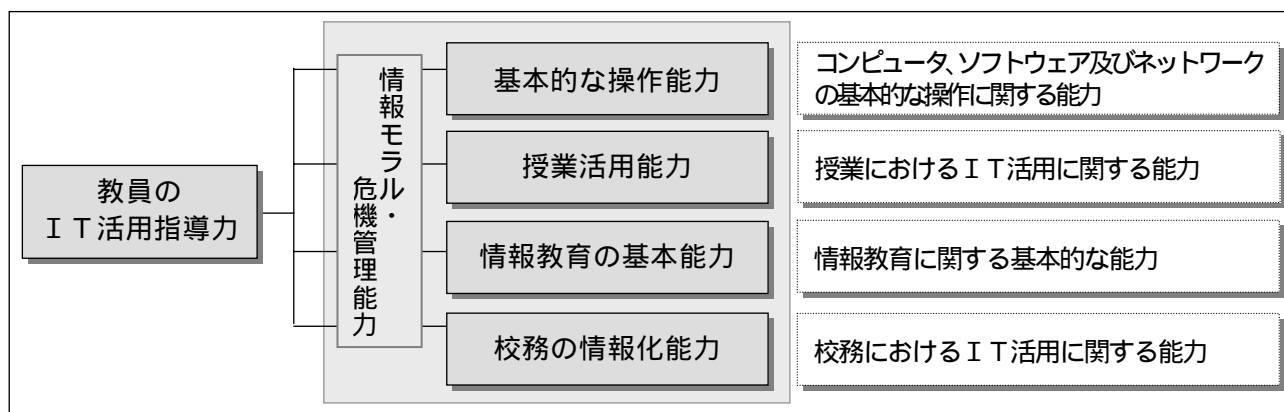 教員の
ＩＴ活用指導力
情報モラル・
危機管理能力
基本的な操作能力
コンピュータ、ソフトウェア及びネットワーク
の基本的な操作に関する能力
授業活用能力
授業におけるＩＴ活用に関する能力
情報教育の基本能力
情報教育に関する基本的な能力
校務の情報化能力
校務におけるＩＴ活用に関する能力